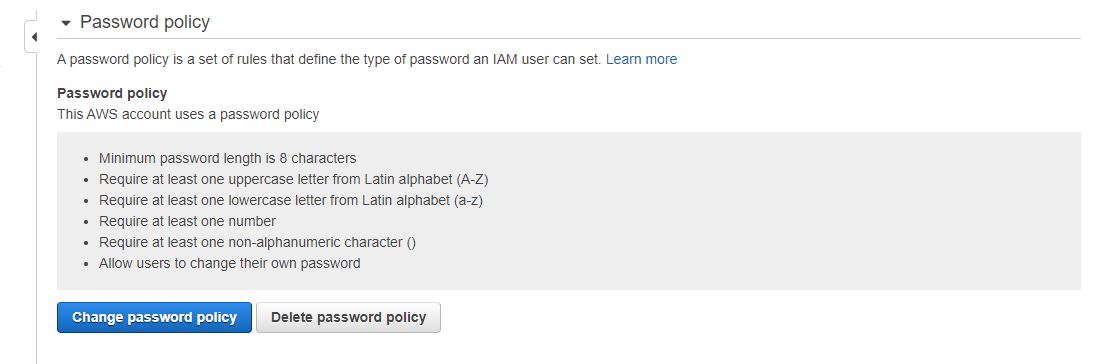 Password policy
A password policy is a set of rules that define the type of password an IAM user can set. Learn more
Password policy
This AWS account uses a password policy
Minimum password length is 8 characters
Require at least one uppercase letter from Latin alphabet (A-Z)
Require at least one lowercase letter from Latin alphabet (a-z)
Require at least one number
Require at least one non-alphanumeric character ()
Allow users to change their own password
Change password policy Delete password policy